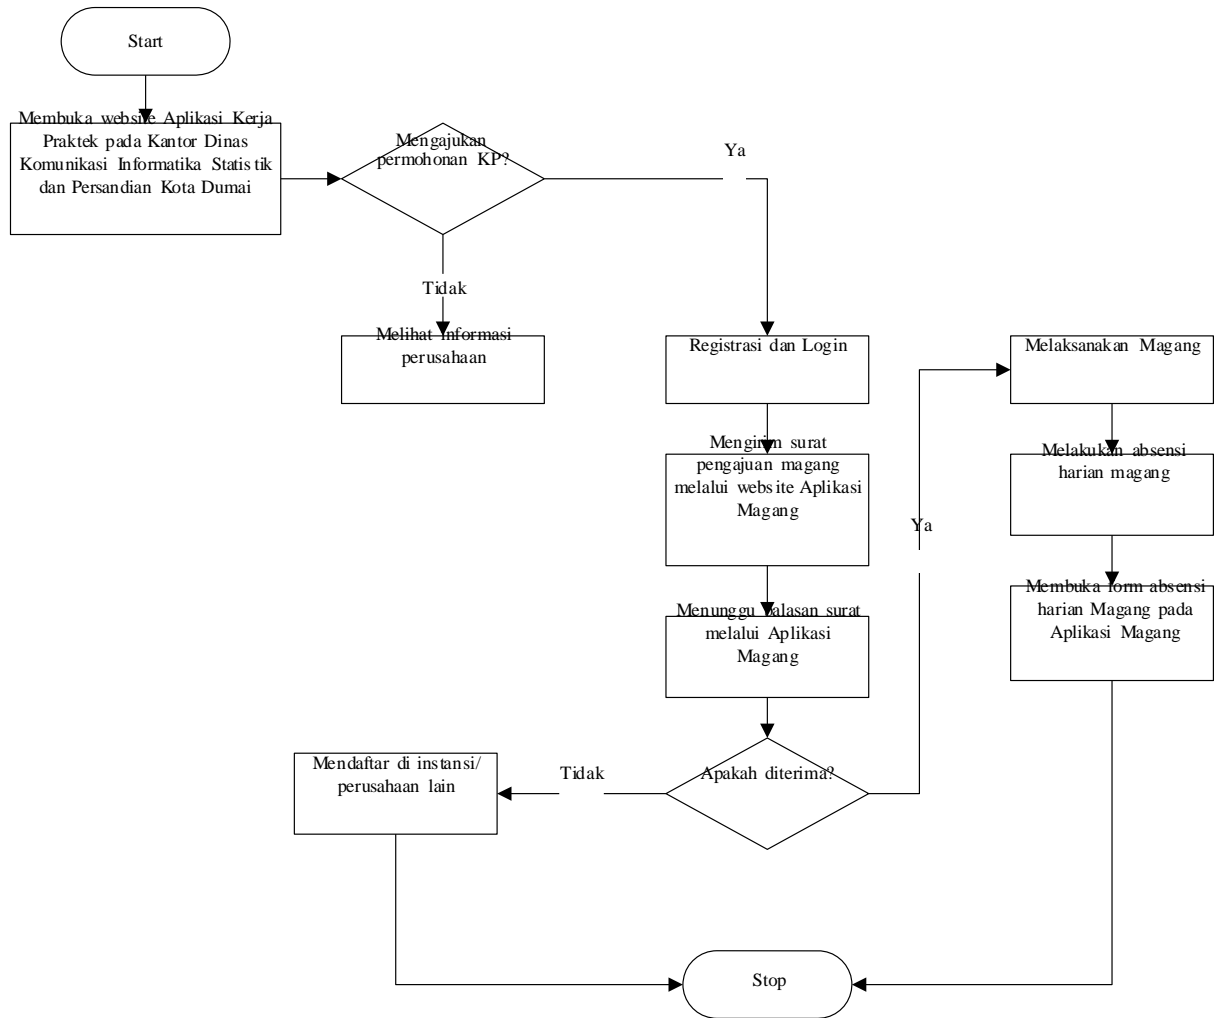 Start
Membuka website Aplikasi Kerja
Praktek pada Kantor Dinas
Komunikasi Informatika Statistik
dan Persandian Kota Dumai
Mengajukan
permohonan KP?
Ya
Tidak
Melihat Informasi
perusahaan
Registrasi dan Login
Mengirim surat
pengajuan magang
melalui website Aplikasi
Magang
Menunggu balasan surat
melalui Aplikasi
Magang
Apakah diterima?
Tidak
Mendaftar di instansi/
perusahaan lain
Ya
Melaksanakan Magang
Melakukan absensi
harian magang
Membuka form absensi
harian Magang pada
Aplikasi Magang
Stop